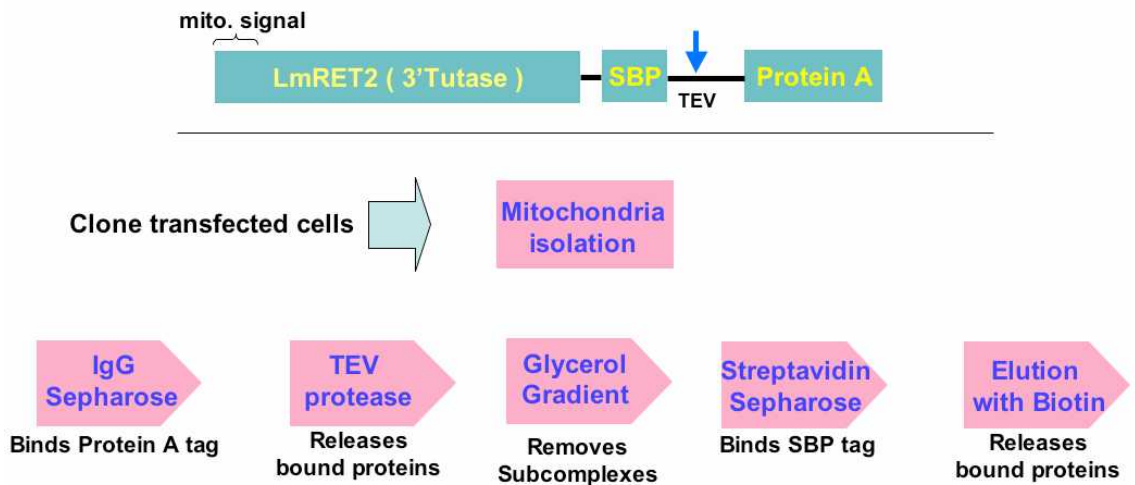 mito. signal
LmRET2 ( 3'Tutase )
SBP
TEV
Protein A
Clone transfected cells
Mitochondria
isolation
IgG
Sepharose
Binds Protein A tag
TEV
protease
Releases
bound proteins
Glycerol
Gradient
Removes
Subcomplexes
Streptavidin
Sepharose
Binds SBP tag
Elution
with Biotin
Releases
bound proteins